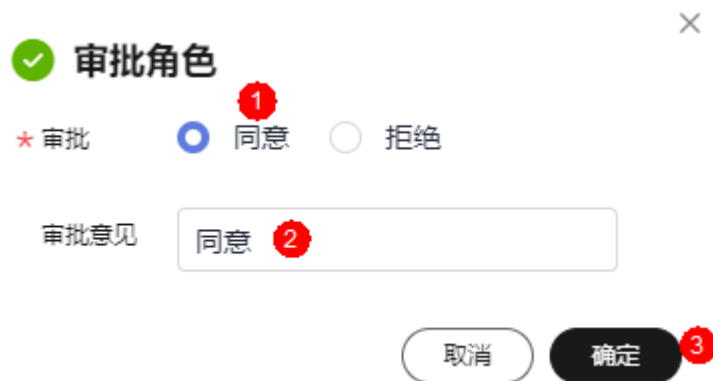 审批角色
1
* 审批 同意 拒绝
审批意见 同意 2
取消 确定 3